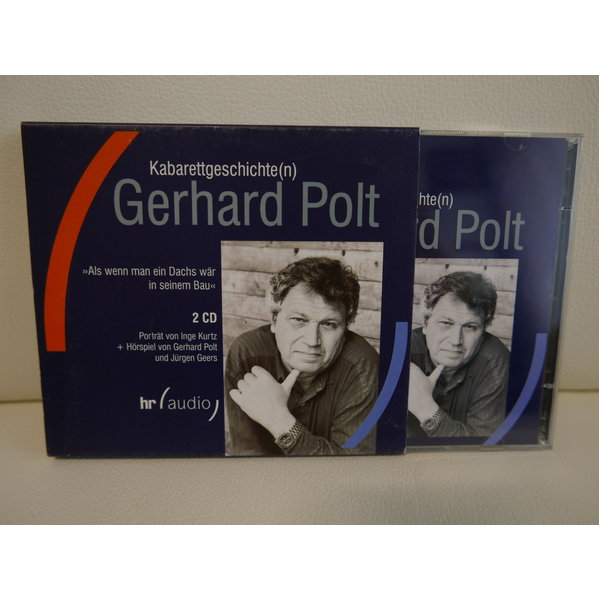 Kabarettgeschichte(n)
Gerhard Polt
»Als wenn man ein Dachs wär
in seinem Bau«
2 CD
Porträt von Inge Kurtz
+ Hörspiel von Gerhard Polt
und Jürgen Geers
hr audio
chte(n)
rd Polt